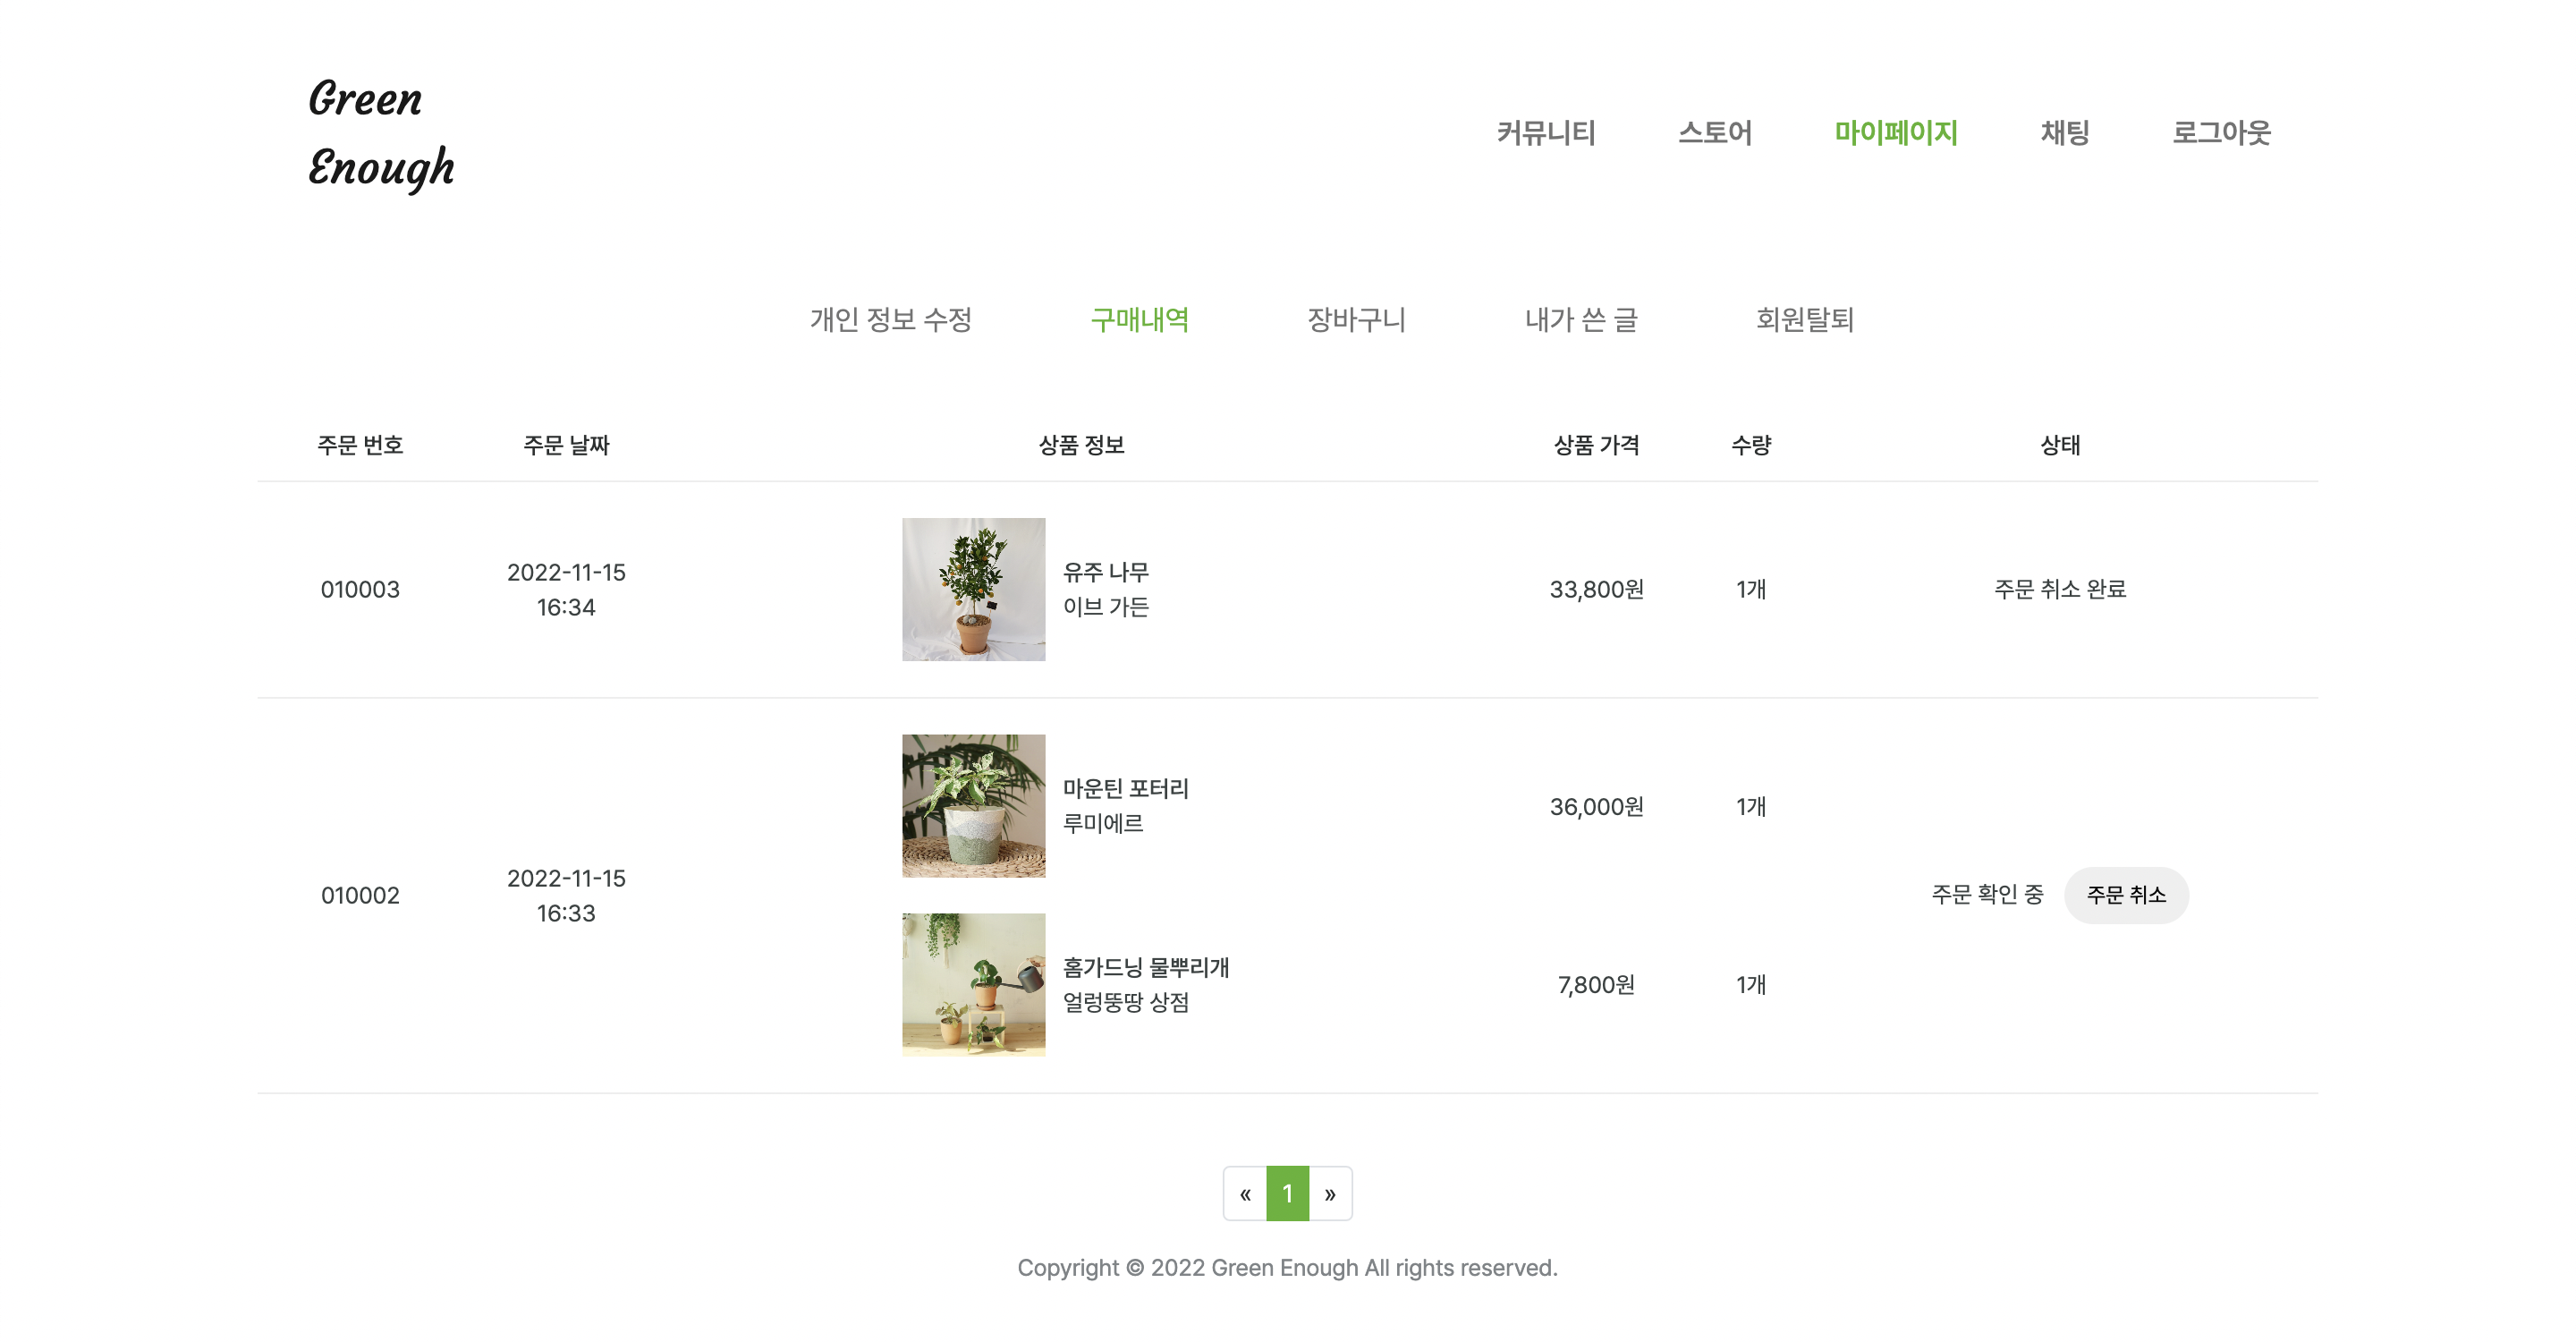 Green
Enough
커뮤니티 스토어 마이페이지 채팅 로그아웃
개인 정보 수정 구매내역 장바구니 내가 쓴 글 회원탈퇴
주문 번호 주문 날짜 상품 정보 상품 가격 수량 상태
010003
2022-11-15
16:34
유주 나무
이브 가든
33,800원
1개
주문 취소 완료
010002
2022-11-15
16:33
마운틴 포터리
루미에르
36,000원
1개
홈가드닝 물뿌리개
얼렁뚱땅 상점
7,800원
1개
주문 확인 중 주문 취소
« 1 »
Copyright © 2022 Green Enough All rights reserved.